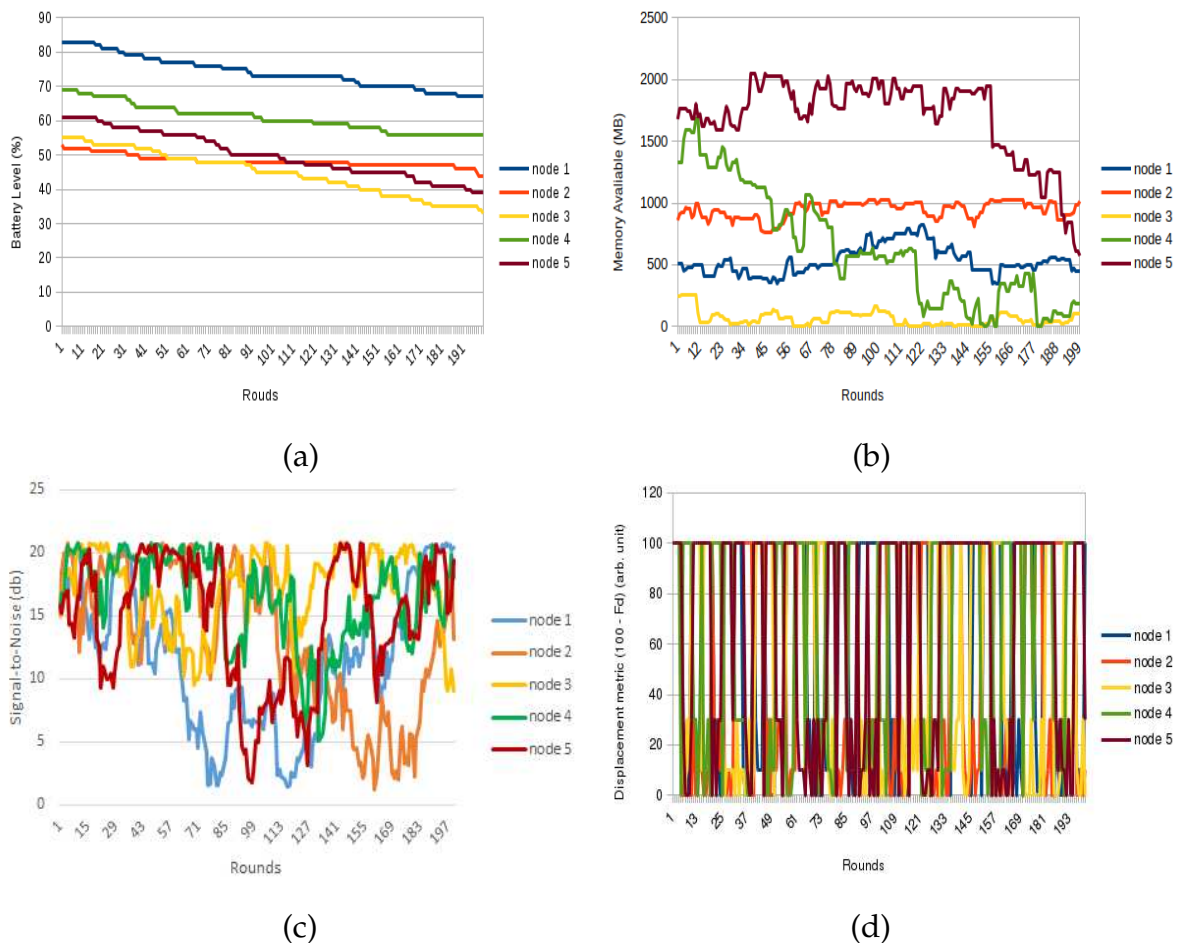 90
80
70
60
50
40
30
20
10
0
Battery Level (%)
1 11 21 31 41 51 61 71 81 91 101 111 121 131 141 151 161 171 181 191
Rouds
node 1
node 2
node 3
node 4
node 5
(a)
2500
2000
1500
1000
500
0
Memory Available (MB)
1 12 23 34 45 56 67 78 89 100 111 122 133 144 155 166 177 188 199
Rounds
node 1
node 2
node 3
node 4
node 5
(b)
25
20
15
10
5
0
Signal-to-Noise (db)
1 15 29 43 57 71 85 99 113 127 141 155 169 183 197
Rounds
node 1
node 2
node 3
node 4
node 5
(c)
120
100
80
60
40
20
0
Displacement metric (100 - Fd) (arb. unit)
1 13 25 37 49 61 73 85 97 109 121 133 145 157 169 181 193
Rounds
node 1
node 2
node 3
node 4
node 5
(d)